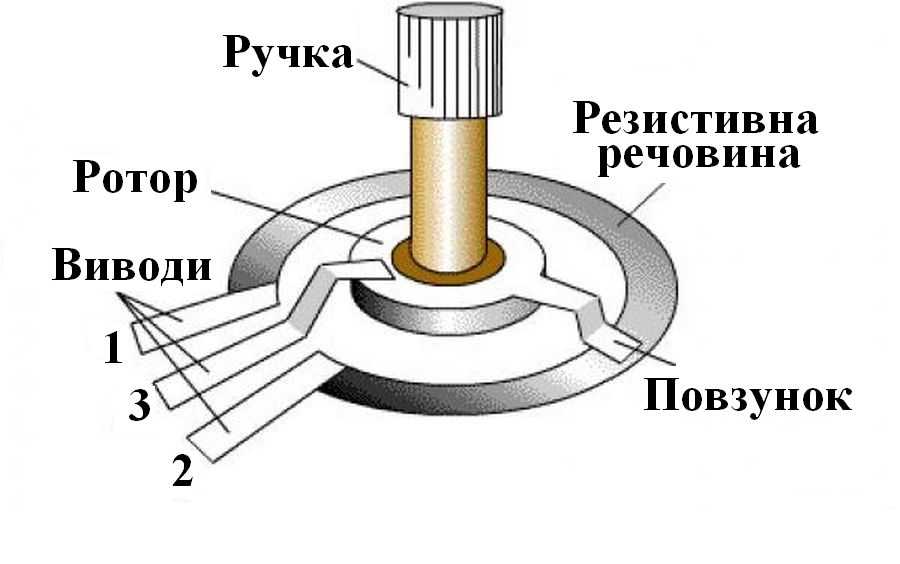 Ручка
Резистивна
речовина
Ротор
Виводи
1
3
Повзунок
2